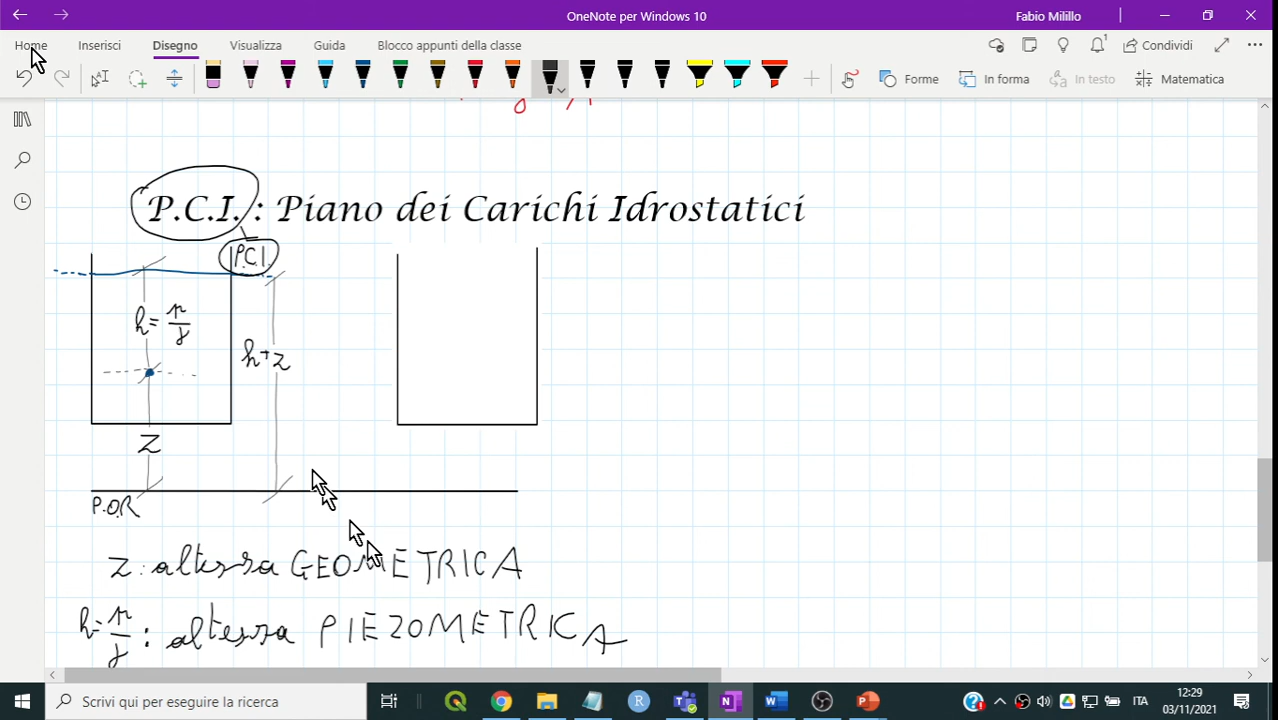 OneNote per Windows 10
Fabio Milillo
Home Inserisci Disegno Visualizza Guida Blocco appunti della classe Condividi
Forme In forma In testo Matematica
P.C.I. : Piano dei Carichi Idrostatici
P.C.I.
h = p/γ
h+z
z
P.O.R
z: altezza GEOMETRICA
h = p/γ : altezza PIEZOMETRICA
Scrivi qui per eseguire la ricerca
ITA
12:29
03/11/2021
1